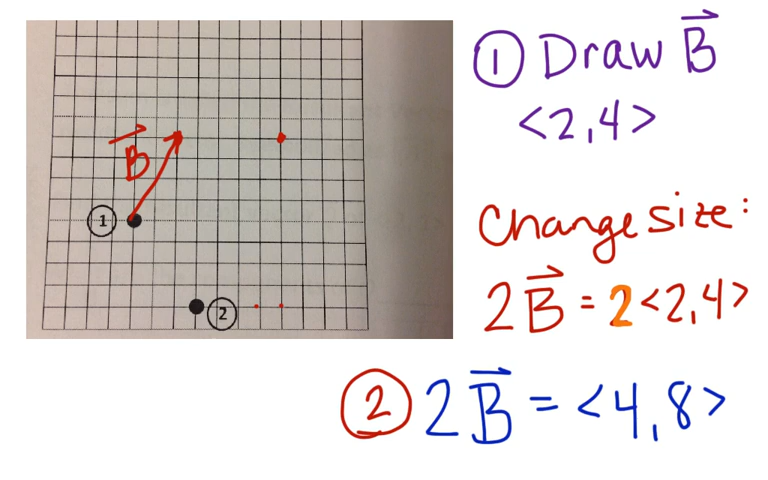 ① Draw B⃗
<2,4>
B⃗
①
Change size:
2B⃗ = 2<2,4>
②
② 2B⃗ = <4,8>